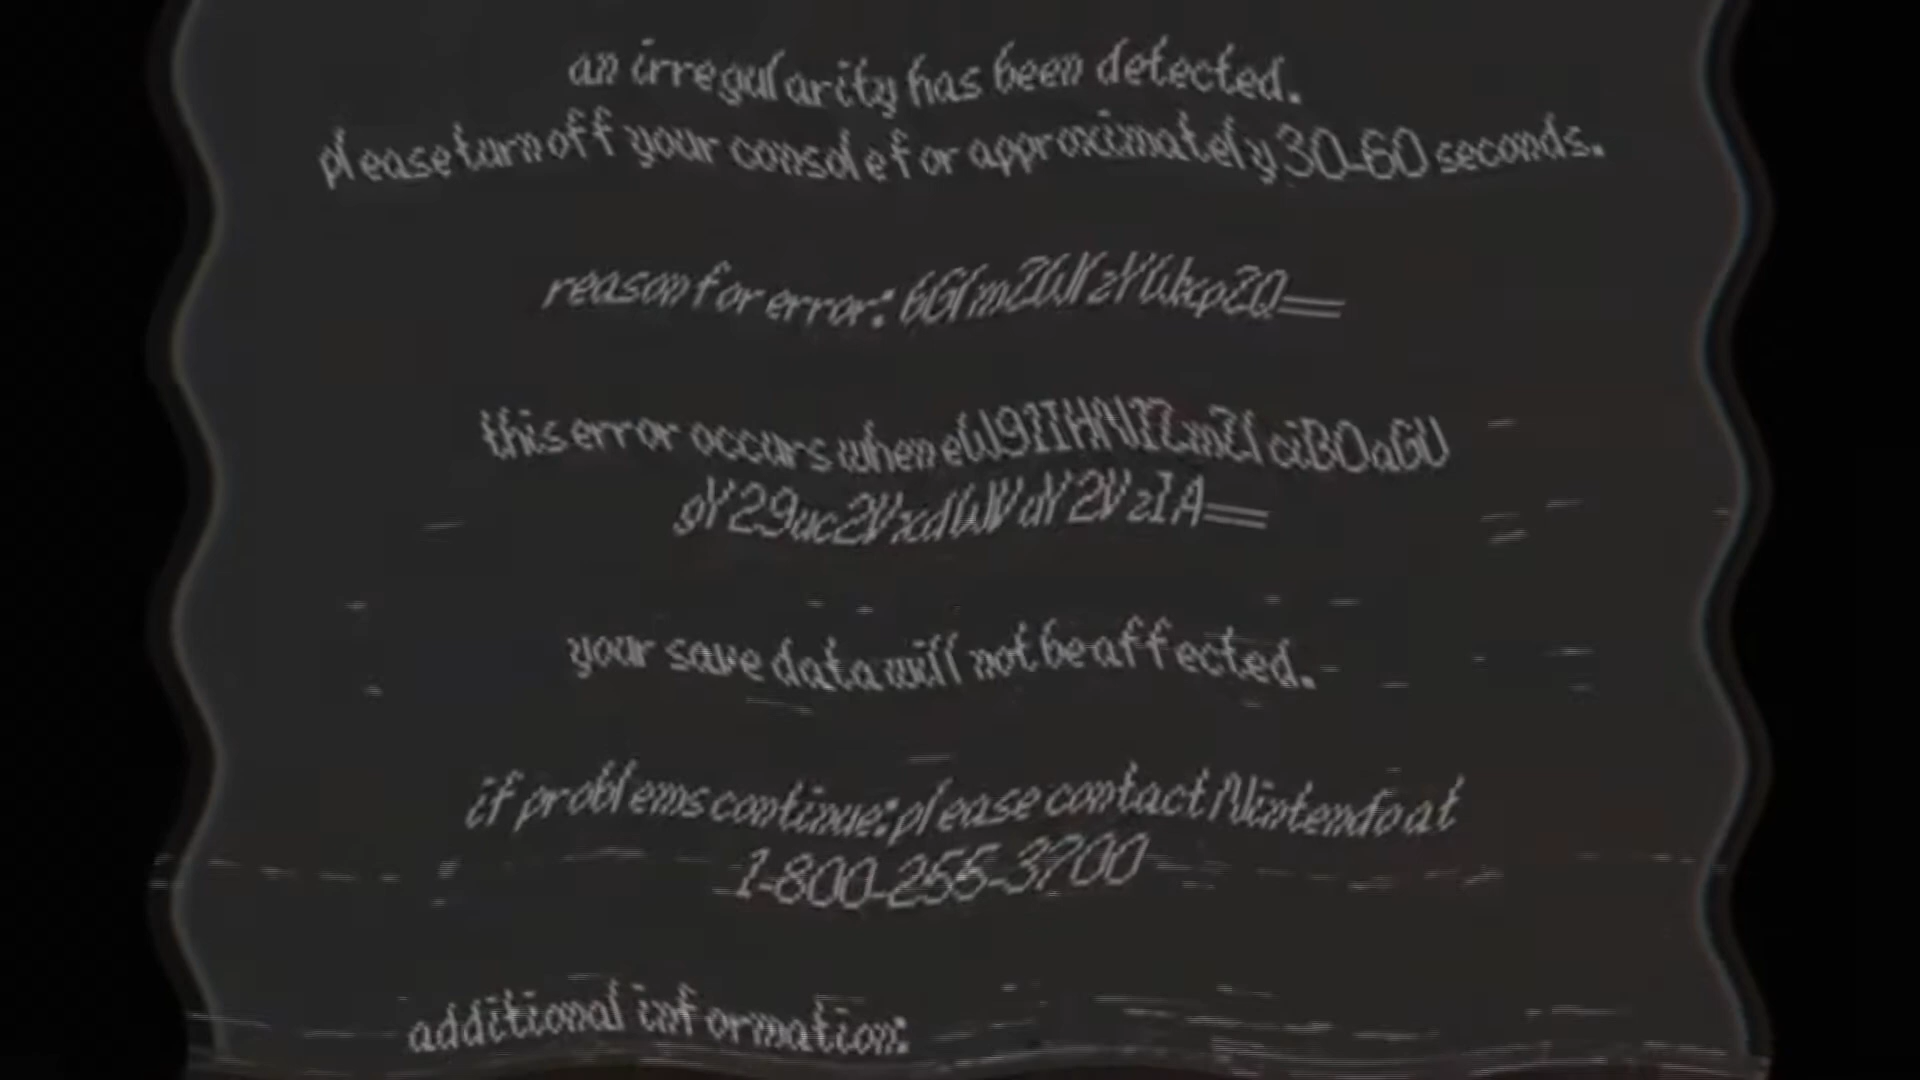 an irregularity has been detected.
please turn off your console for approximately 30-60 seconds.
reason for error:
this error occurs when
your save data will not be affected.
if problems continue: please contact Nintendo at
1-800-255-3700
additional information: